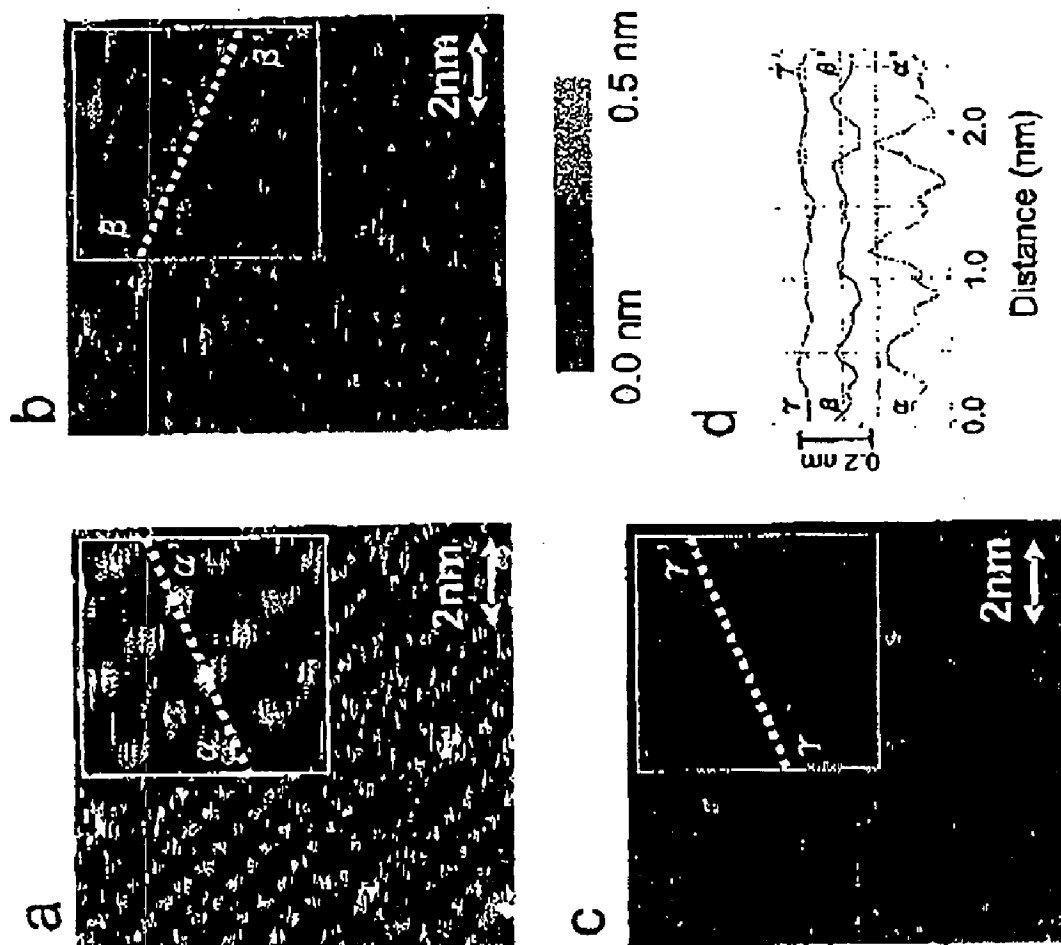 a
α
α'
2nm
b
β
β
2nm
0.0 nm
0.5 nm
c
γ
γ'
2nm
d
0.2 nm
γ
γ'
β
β'
α
α'
0.0
1.0
2.0
Distance (nm)